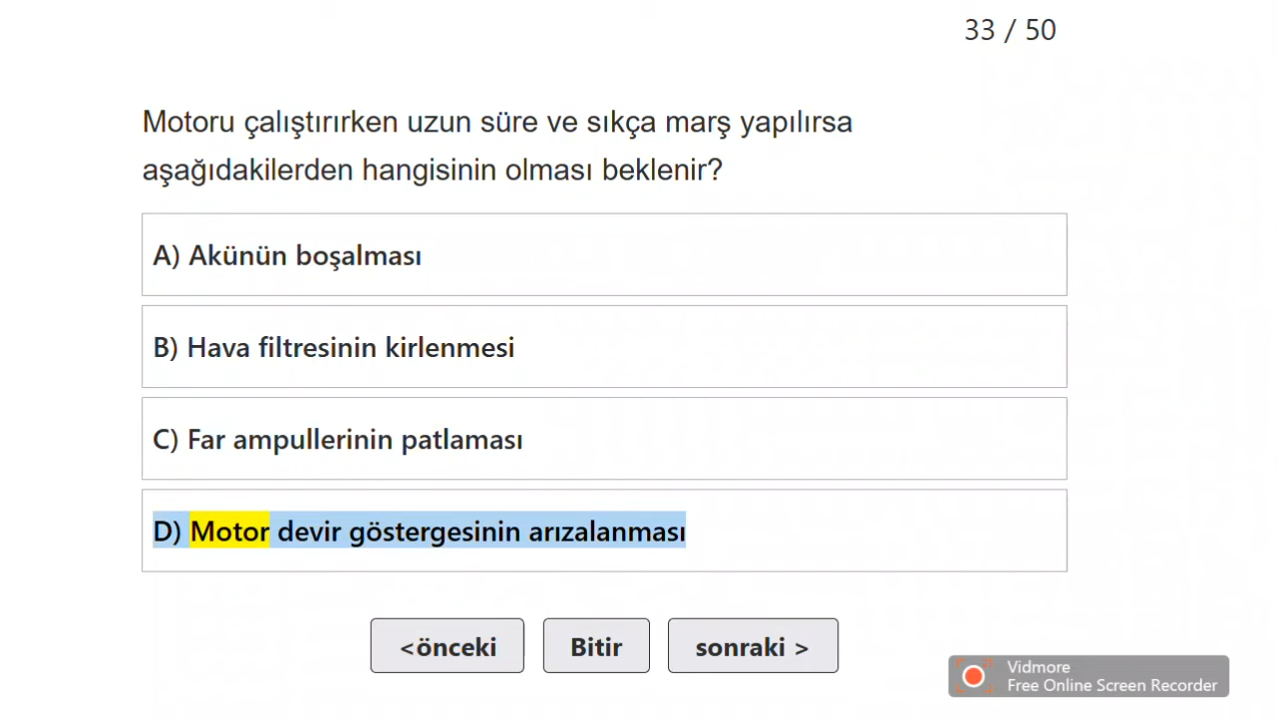 33 / 50
Motoru çalıştırırken uzun süre ve sıkça marş yapılırsa
aşağıdakilerden hangisinin olması beklenir?
A) Akünün boşalması
B) Hava filtresinin kirlenmesi
C) Far ampullerinin patlaması
D) Motor devir göstergesinin arızalanması
<önceki
Bitir
sonraki >
Vidmore
Free Online Screen Recorder